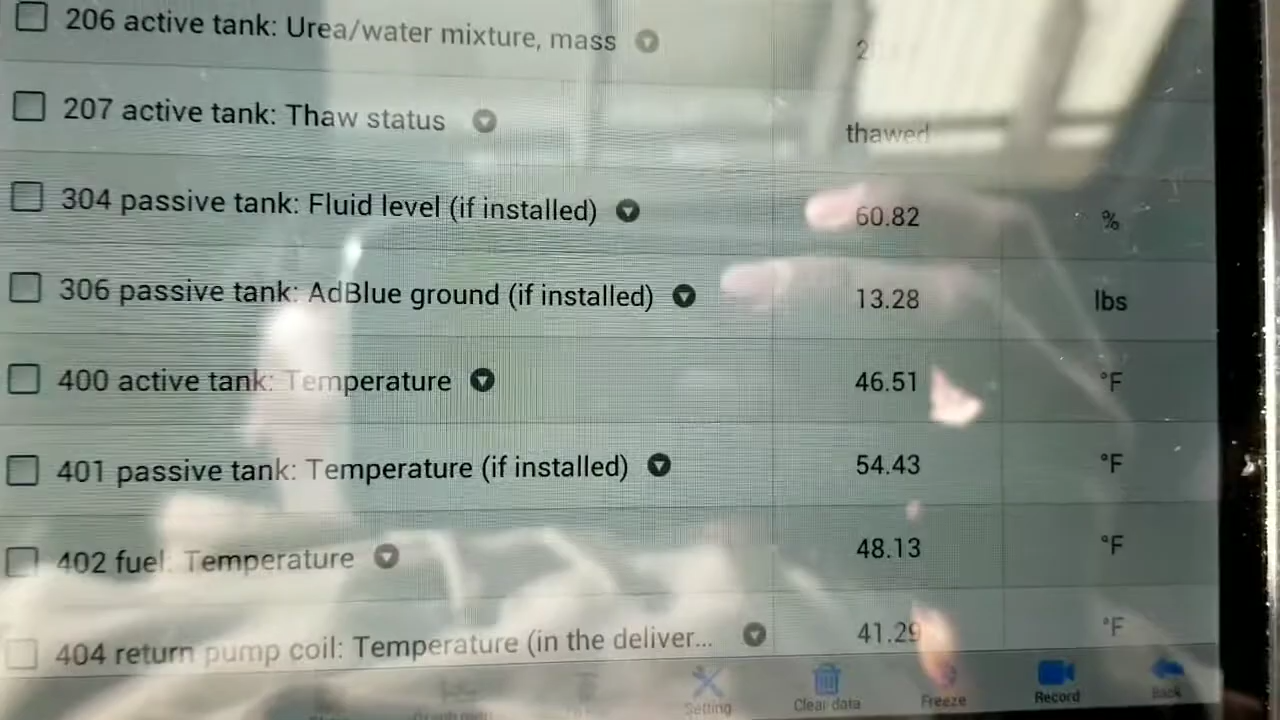 206 active tank: Urea/water mixture, mass
207 active tank: Thaw status thawed
304 passive tank: Fluid level (if installed) 60.82 %
306 passive tank: AdBlue ground (if installed) 13.28 lbs
400 active tank: Temperature 46.51 °F
401 passive tank: Temperature (if installed) 54.43 °F
402 fuel: Temperature 48.13 °F
404 return pump coil: Temperature (in the deliver... 41.29 °F
Setting Clear data Freeze Record Back